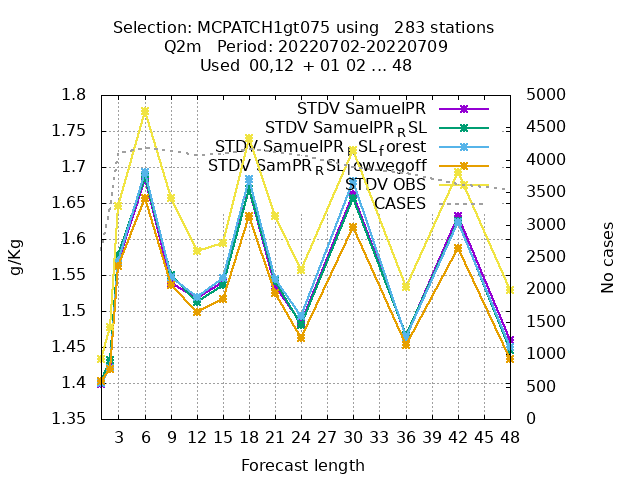 Selection: MCPATCH1gt075 using 283 stations
Q2m Period: 20220702-20220709
Used 00,12 + 01 02 ... 48
1.8 5000
STDV SamuelPR
1.75 4500
STDV SamuelPR_RSL
STDV SamuelPR_RSL_forest
1.7 4000
STDV SamPR_RSLlowvegoff
STDV OBS
1.65 3500
CASES
1.6 3000
1.55 2500
1.5 2000
1.45 1500
1.4 1000
500
1.35 0
g/Kg
No cases
3 6 9 12 15 18 21 24 27 30 33 36 39 42 45 48
Forecast length